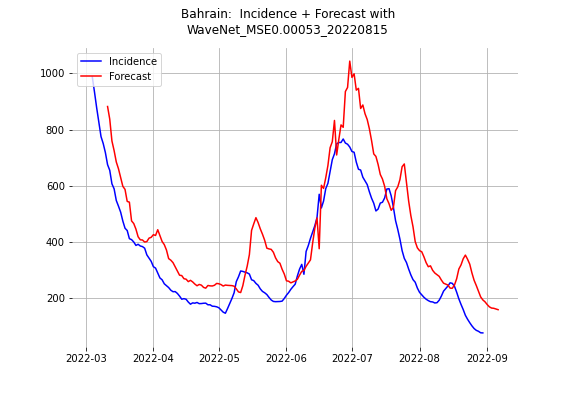 Bahrain:  Incidence + Forecast with
WaveNet_MSE0.00053_20220815
Incidence
Forecast
1000
800
600
400
200
2022-03 2022-04 2022-05 2022-06 2022-07 2022-08 2022-09